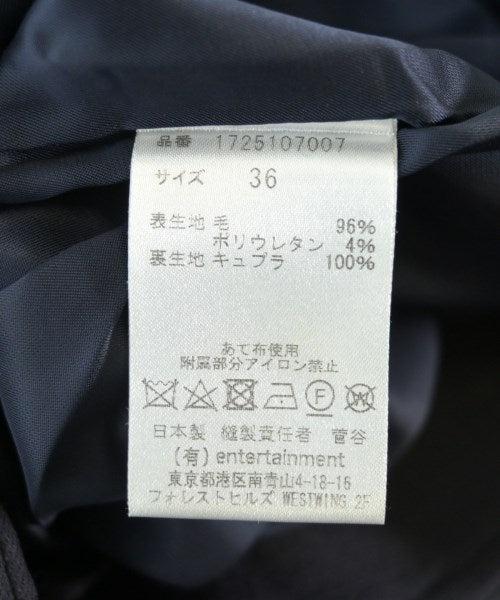 品番 1725107007
サイズ 36
表生地 毛 96%
ポリウレタン 4%
裏生地 キュプラ 100%
あて布使用
附属部分アイロン禁止
F W
日本製 縫製責任者 菅谷
(有) entertainment
東京都港区南青山4-18-16
フォレストヒルズ WESTWING 2F